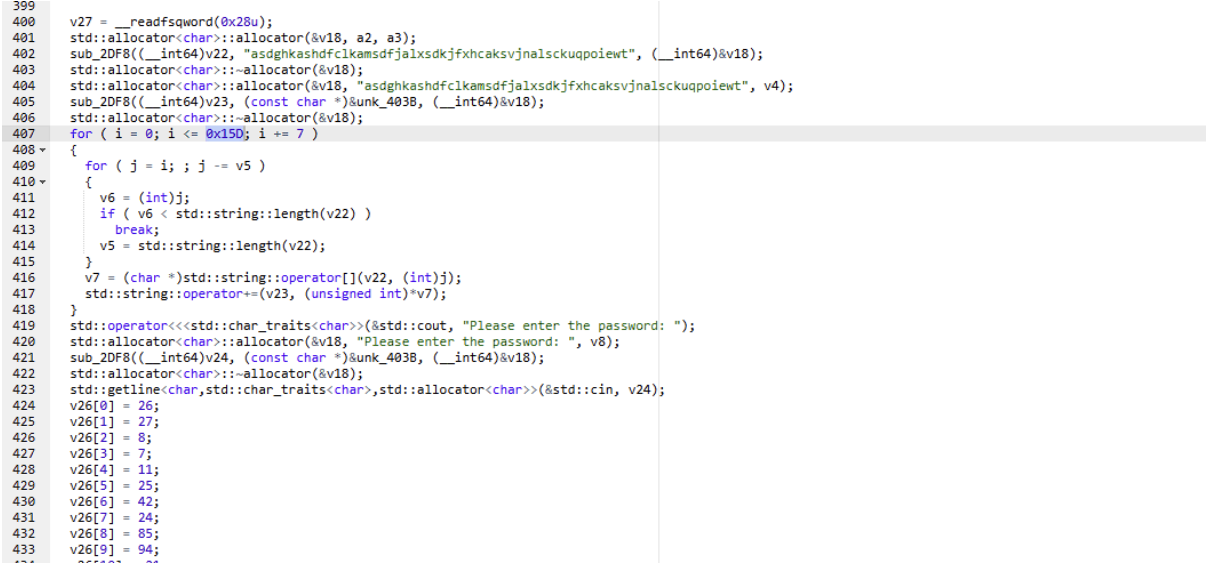 399
400 v27 = __readfsqword(0x28u);
401 std::allocator<char>::allocator(&v18, a2, a3);
402 sub_2DF8((__int64)v22, "asdghkashdfclkamsdfjalxsdkjfxhcaksvjnalsckuqpoiewt", (__int64)&v18);
403 std::allocator<char>::~allocator(&v18);
404 std::allocator<char>::allocator(&v18, "asdghkashdfclkamsdfjalxsdkjfxhcaksvjnalsckuqpoiewt", v4);
405 sub_2DF8((__int64)v23, (const char *)&unk_403B, (__int64)&v18);
406 std::allocator<char>::~allocator(&v18);
407 for ( i = 0; i <= 0x15D; i += 7 )
408 {
409 for ( j = i; ; j -= v5 )
410 {
411 v6 = (int)j;
412 if ( v6 < std::string::length(v22) )
413 break;
414 v5 = std::string::length(v22);
415 }
416 v7 = (char *)std::string::operator[](v22, (int)j);
417 std::string::operator+=(v23, (unsigned int)*v7);
418 }
419 std::operator<<<std::char_traits<char>>(&std::cout, "Please enter the password: ");
420 std::allocator<char>::allocator(&v18, "Please enter the password: ", v8);
421 sub_2DF8((__int64)v24, (const char *)&unk_403B, (__int64)&v18);
422 std::allocator<char>::~allocator(&v18);
423 std::getline<char,std::char_traits<char>,std::allocator<char>>(&std::cin, v24);
424 v26[0] = 26;
425 v26[1] = 27;
426 v26[2] = 8;
427 v26[3] = 7;
428 v26[4] = 11;
429 v26[5] = 25;
430 v26[6] = 42;
431 v26[7] = 24;
432 v26[8] = 85;
433 v26[9] = 94;